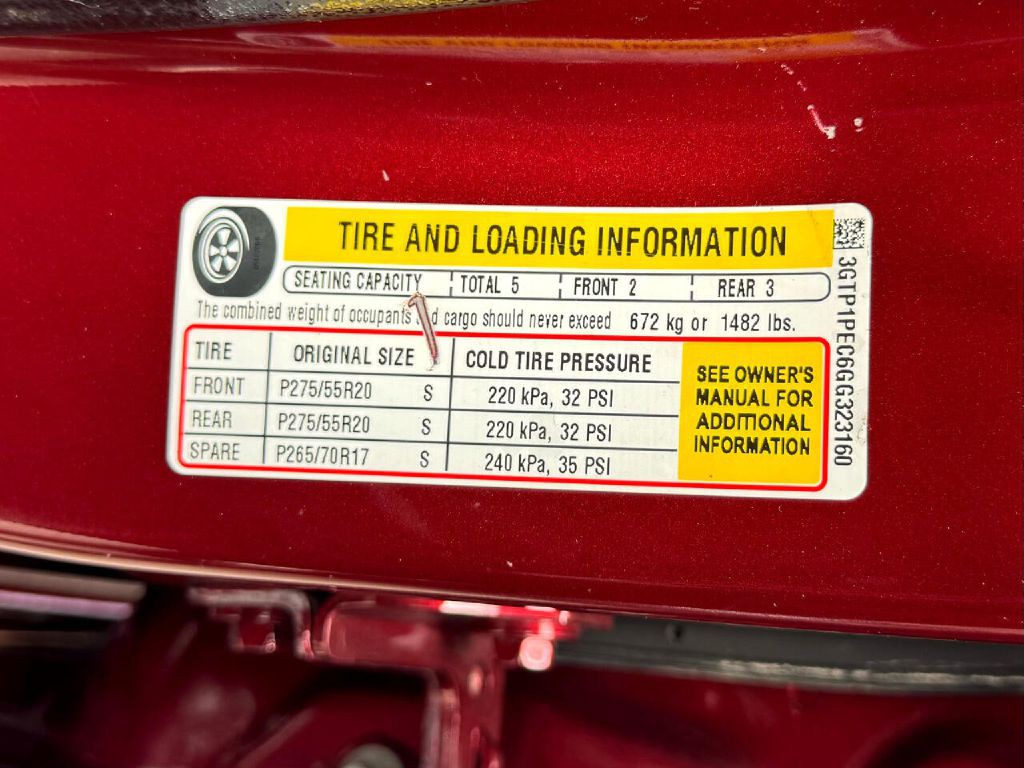 TIRE AND LOADING INFORMATION
SEATING CAPACITY TOTAL 5 FRONT 2 REAR 3
The combined weight of occupants and cargo should never exceed 672 kg or 1482 lbs.
TIRE ORIGINAL SIZE COLD TIRE PRESSURE
FRONT P275/55R20 S 220 kPa, 32 PSI
REAR P275/55R20 S 220 kPa, 32 PSI
SPARE P265/70R17 S 240 kPa, 35 PSI
SEE OWNER'S
MANUAL FOR
ADDITIONAL
INFORMATION
3GTP1PEC6GG323160